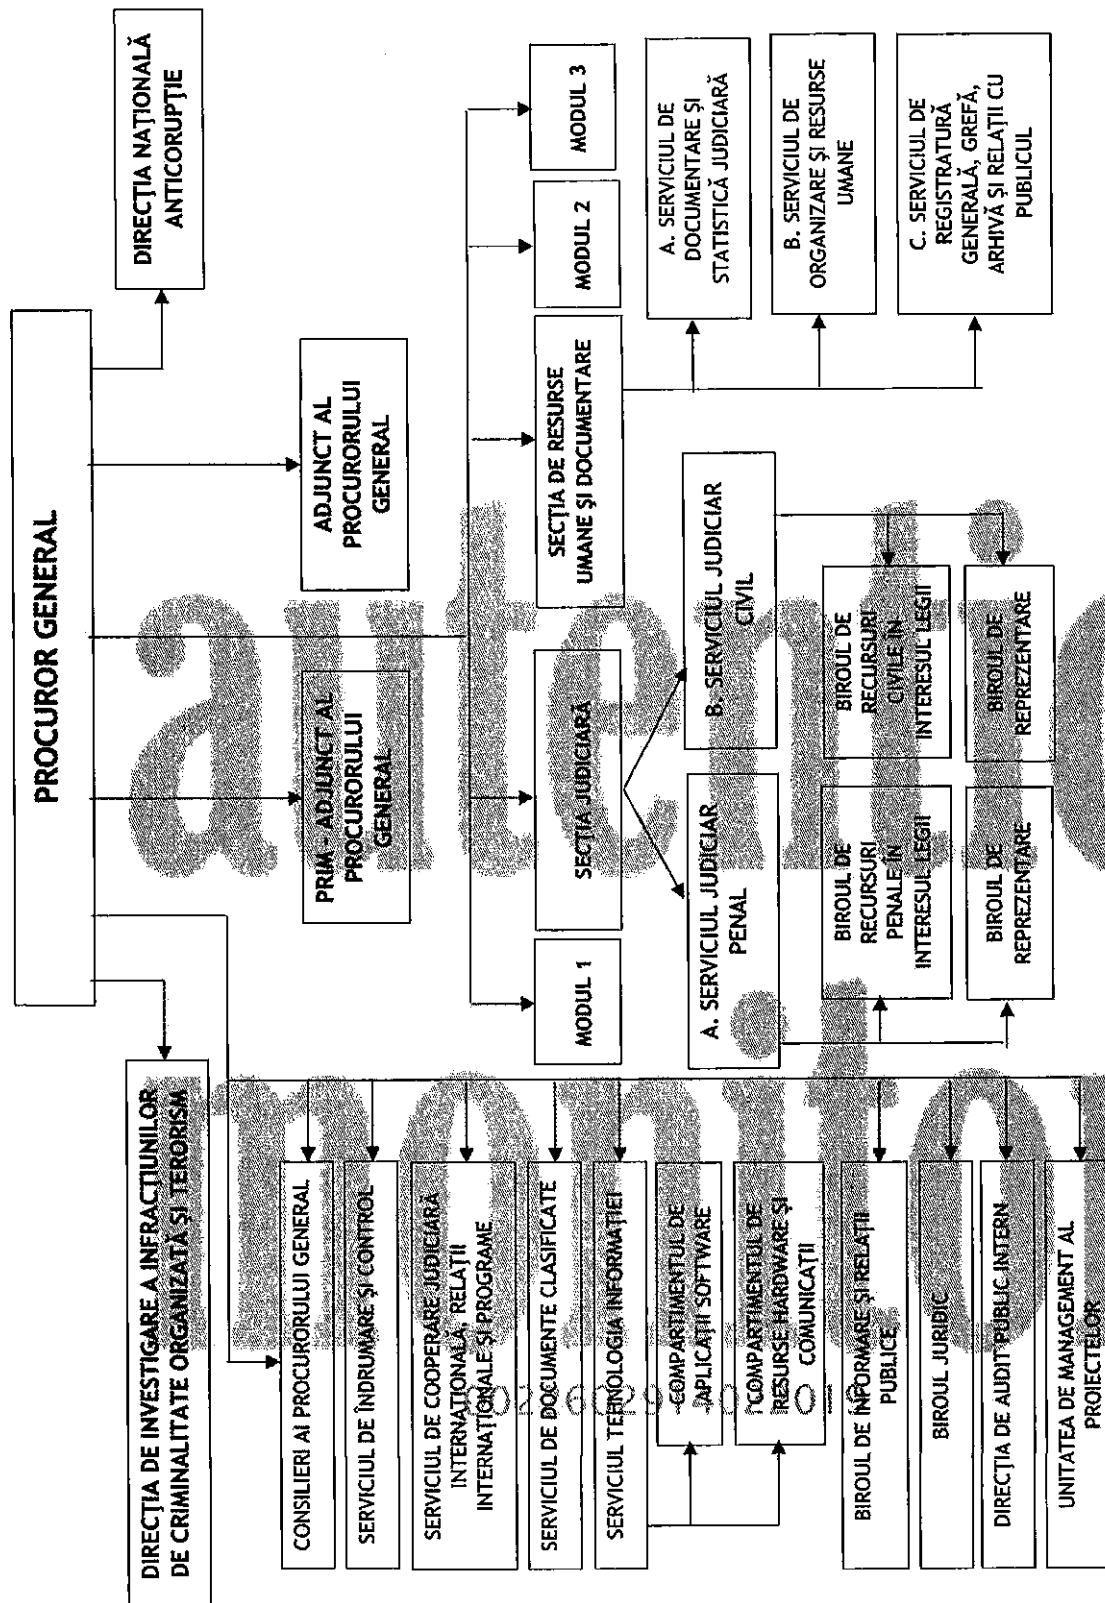 PROCUROR GENERAL
DIRECȚIA DE INVESTIGARE A INFRACȚIUNILOR
DE CRIMINALITATE ORGANIZATĂ ȘI TERORISM
DIRECȚIA NAȚIONALĂ
ANTICORUPȚIE
PRIM - ADJUNCT AL
PROCURORULUI
GENERAL
ADJUNCT AL
PROCURORULUI
GENERAL
CONSILIERI AI PROCURORULUI GENERAL
SERVICIUL DE ÎNDRUMARE ȘI CONTROL
SERVICIUL DE COOPERARE JUDICIARĂ
INTERNAȚIONALĂ, RELAȚII
INTERNAȚIONALE ȘI PROGRAME
SERVICIUL DE DOCUMENTE CLASIFICATE
SERVICIUL TEHNOLOGIA INFORMAȚIEI
COMPARTIMENTUL DE
APLICAȚII SOFTWARE
COMPARTIMENTUL DE
RESURSE HARDWARE ȘI
COMUNICAȚII
BIROUL DE INFORMARE ȘI RELAȚII
PUBLICE
BIROUL JURIDIC
DIRECȚIA DE AUDIT PUBLIC INTERN
UNITATEA DE MANAGEMENT AL
PROIECTELOR
MODUL 1
SECȚIA JUDICIARĂ
SECȚIA DE RESURSE
UMANE ȘI DOCUMENTARE
MODUL 2
MODUL 3
A. SERVICIUL JUDICIAR
PENAL
B. SERVICIUL JUDICIAR
CIVIL
BIROUL DE
RECURSURI
PENALE ÎN
INTERESUL LEGII
BIROUL DE
REPREZENTARE
BIROUL DE
RECURSURI
CIVILE ÎN
INTERESUL LEGII
BIROUL DE
REPREZENTARE
A. SERVICIUL DE
DOCUMENTARE ȘI
STATISTICĂ JUDICIARĂ
B. SERVICIUL DE
ORGANIZARE ȘI RESURSE
UMANE
C. SERVICIUL DE
REGISTRATURĂ
GENERALĂ, GREFĂ,
ARHIVĂ ȘI RELAȚII CU
PUBLICUL